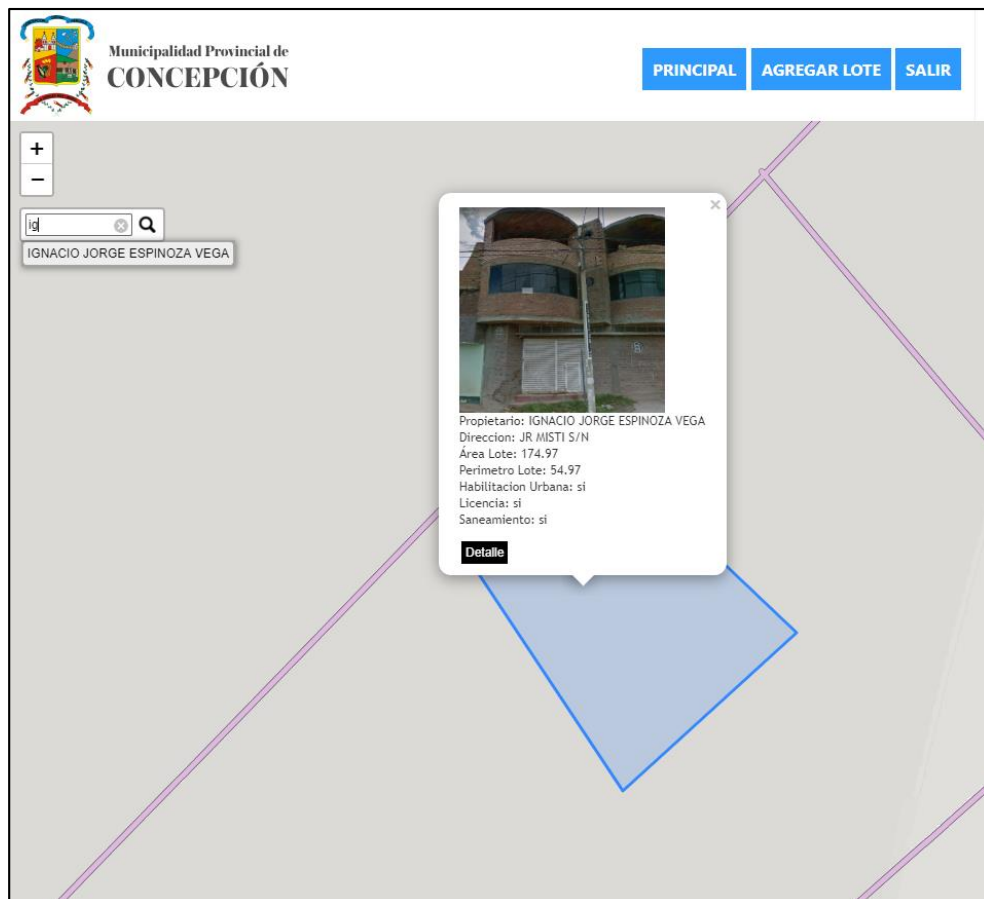 Municipalidad Provincial de
CONCEPCIÓN
PRINCIPAL
AGREGAR LOTE
SALIR
+
−
ig
IGNACIO JORGE ESPINOZA VEGA
×
Propietario: IGNACIO JORGE ESPINOZA VEGA
Direccion: JR MISTI S/N
Área Lote: 174.97
Perimetro Lote: 54.97
Habilitacion Urbana: si
Licencia: si
Saneamiento: si
Detalle